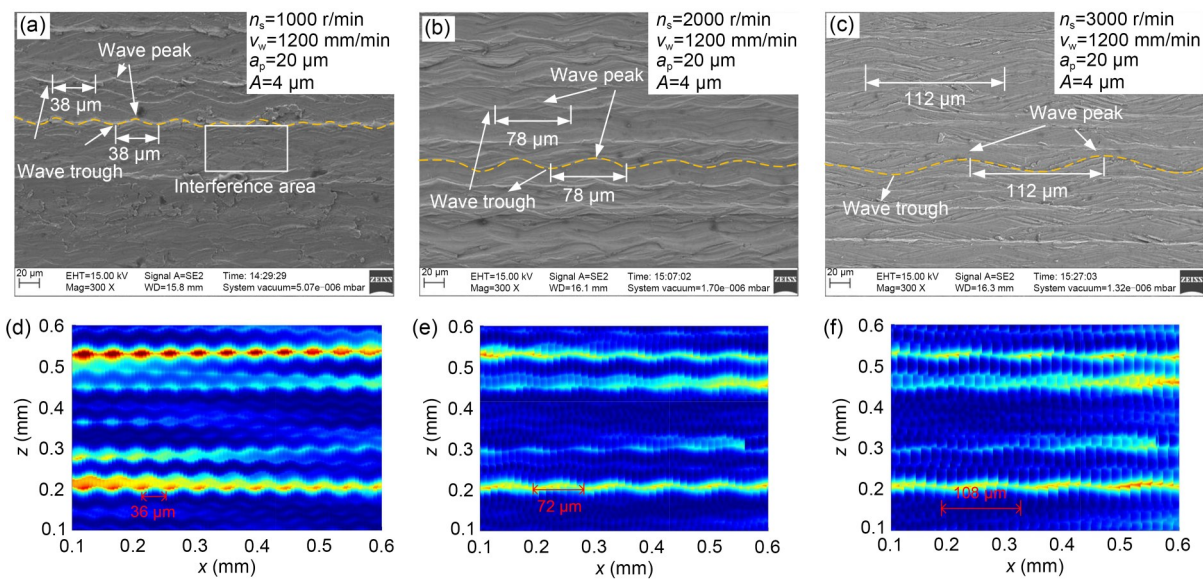 (a)
nₛ=1000 r/min
v_w=1200 mm/min
aₚ=20 μm
A=4 μm
Wave peak
38 μm
38 μm
Wave trough
Interference area
20 μm
EHT=15.00 kV Signal A=SE2 Time: 14:29:29
Mag=300 X WD=15.8 mm System vacuum=5.07e−006 mbar
ZEISS
(b)
nₛ=2000 r/min
v_w=1200 mm/min
aₚ=20 μm
A=4 μm
Wave peak
78 μm
Wave trough
78 μm
20 μm
EHT=15.00 kV Signal A=SE2 Time: 15:07:02
Mag=300 X WD=16.1 mm System vacuum=1.70e−006 mbar
ZEISS
(c)
nₛ=3000 r/min
v_w=1200 mm/min
aₚ=20 μm
A=4 μm
112 μm
Wave peak
112 μm
Wave trough
20 μm
EHT=15.00 kV Signal A=SE2 Time: 15:27:03
Mag=300 X WD=16.3 mm System vacuum=1.32e−006 mbar
ZEISS
(d)
0.6
0.5
0.4
0.3
0.2
0.1
z (mm)
36 μm
0.1 0.2 0.3 0.4 0.5 0.6
x (mm)
(e)
0.6
0.5
0.4
0.3
0.2
0.1
z (mm)
72 μm
0.1 0.2 0.3 0.4 0.5 0.6
x (mm)
(f)
0.6
0.5
0.4
0.3
0.2
0.1
z (mm)
108 μm
0.1 0.2 0.3 0.4 0.5 0.6
x (mm)